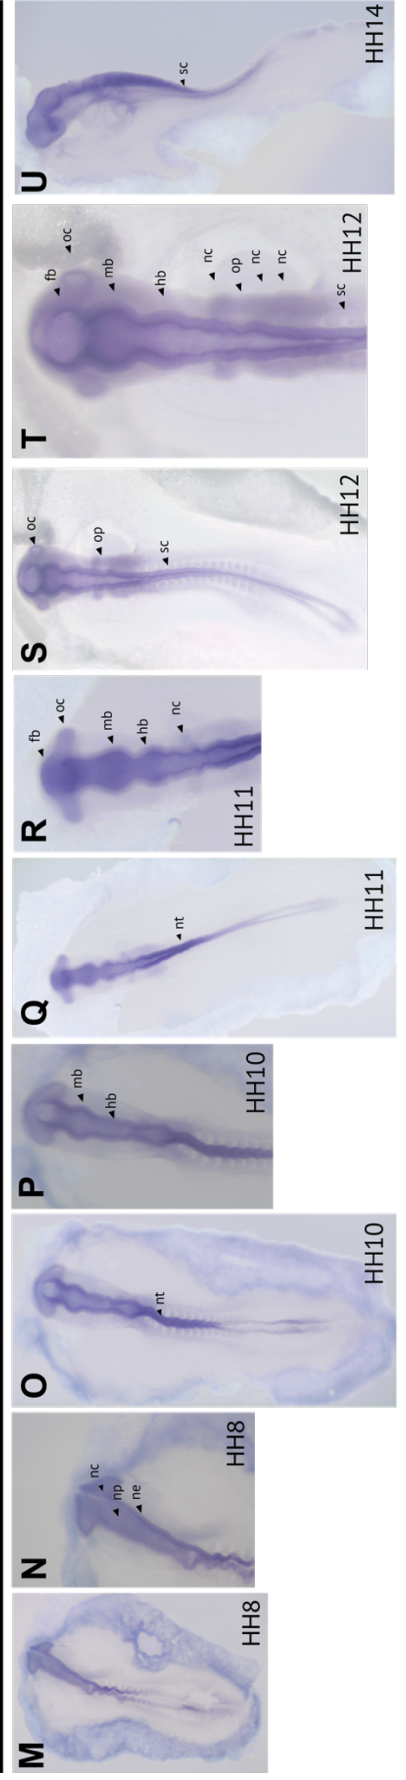 U
sc
HH14
oc
fb
mb
hb
nc
op
nc
nc
sc
T
HH12
oc
op
sc
S
HH12
fb
oc
mb
hb
nc
R
HH11
nt
Q
HH11
mb
hb
P
HH10
nt
O
HH10
nc
np
ne
N
HH8
M
HH8